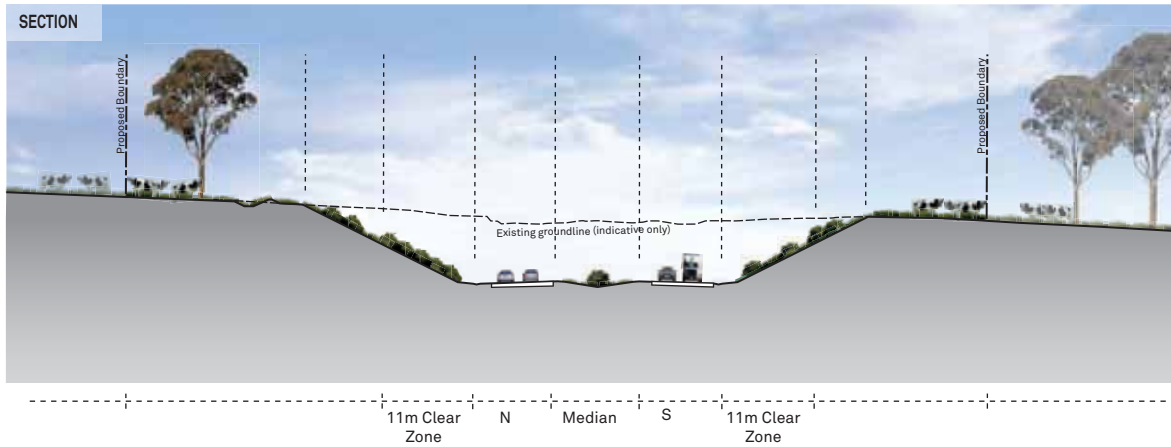 SECTION
Proposed Boundary
Proposed Boundary
Existing groundline (indicative only)
11m Clear
Zone
N
Median
S
11m Clear
Zone